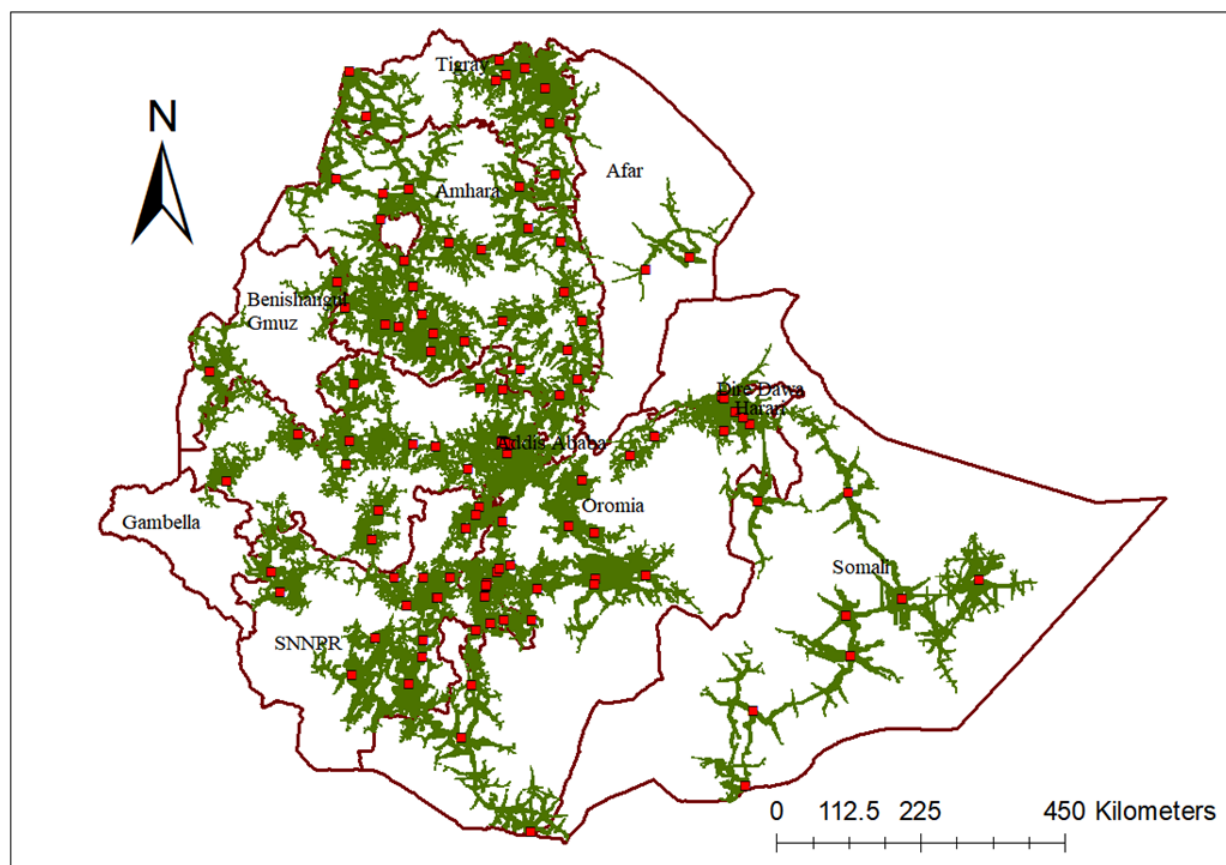 Tigray
N
Afar
Amhara
Benishangul
Gmuz
Dire Dawa
Harari
Addis Ababa
Oromia
Gambella
Somali
SNNPR
0 112.5 225 450 Kilometers